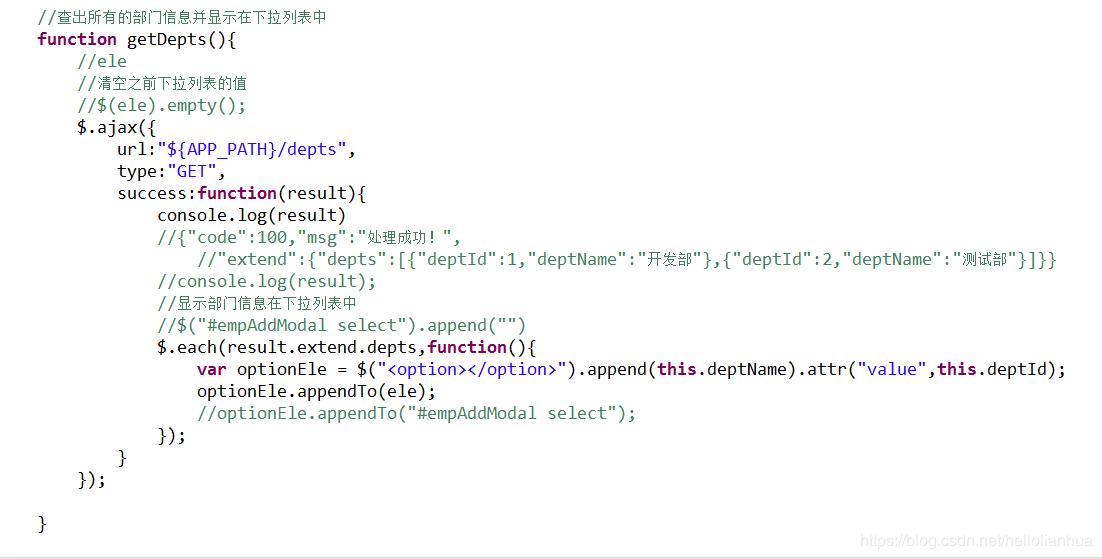 //查出所有的部门信息并显示在下拉列表中
function getDepts(){
    //ele
    //清空之前下拉列表的值
    //$(ele).empty();
    $.ajax({
        url:"${APP_PATH}/depts",
        type:"GET",
        success:function(result){
            console.log(result)
            //{"code":100,"msg":"处理成功！",
                //"extend":{"depts":[{"deptId":1,"deptName":"开发部"},{"deptId":2,"deptName":"测试部"}]}}
            //console.log(result);
            //显示部门信息在下拉列表中
            //$("#empAddModal select").append("")
            $.each(result.extend.depts,function(){
                var optionEle = $("<option></option>").append(this.deptName).attr("value",this.deptId);
                optionEle.appendTo(ele);
                //optionEle.appendTo("#empAddModal select");
            });
        }
    });
}
https://blog.csdn.net/hellolianhua